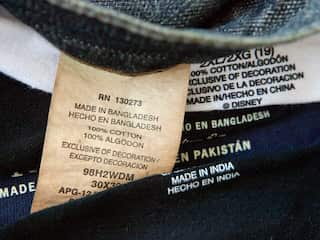 RN 130273
MADE IN BANGLADESH
HECHO EN BANGLADESH
100% COTTON
100% ALGODON
EXCLUSIVE OF DECORATION
EXCEPTO DECORACION
98H2WDM
2XL/2XG (19)
100% COTTON/ALGODÓN
EXCLUSIVE OF DECORATION
EXCLUSIVO DE LA DECORACION
MADE IN/HECHO EN CHINA
© DISNEY
HECHO EN BANGLADESH
EN PAKISTÁN
MADE
MADE IN INDIA
HECHO EN INDIA